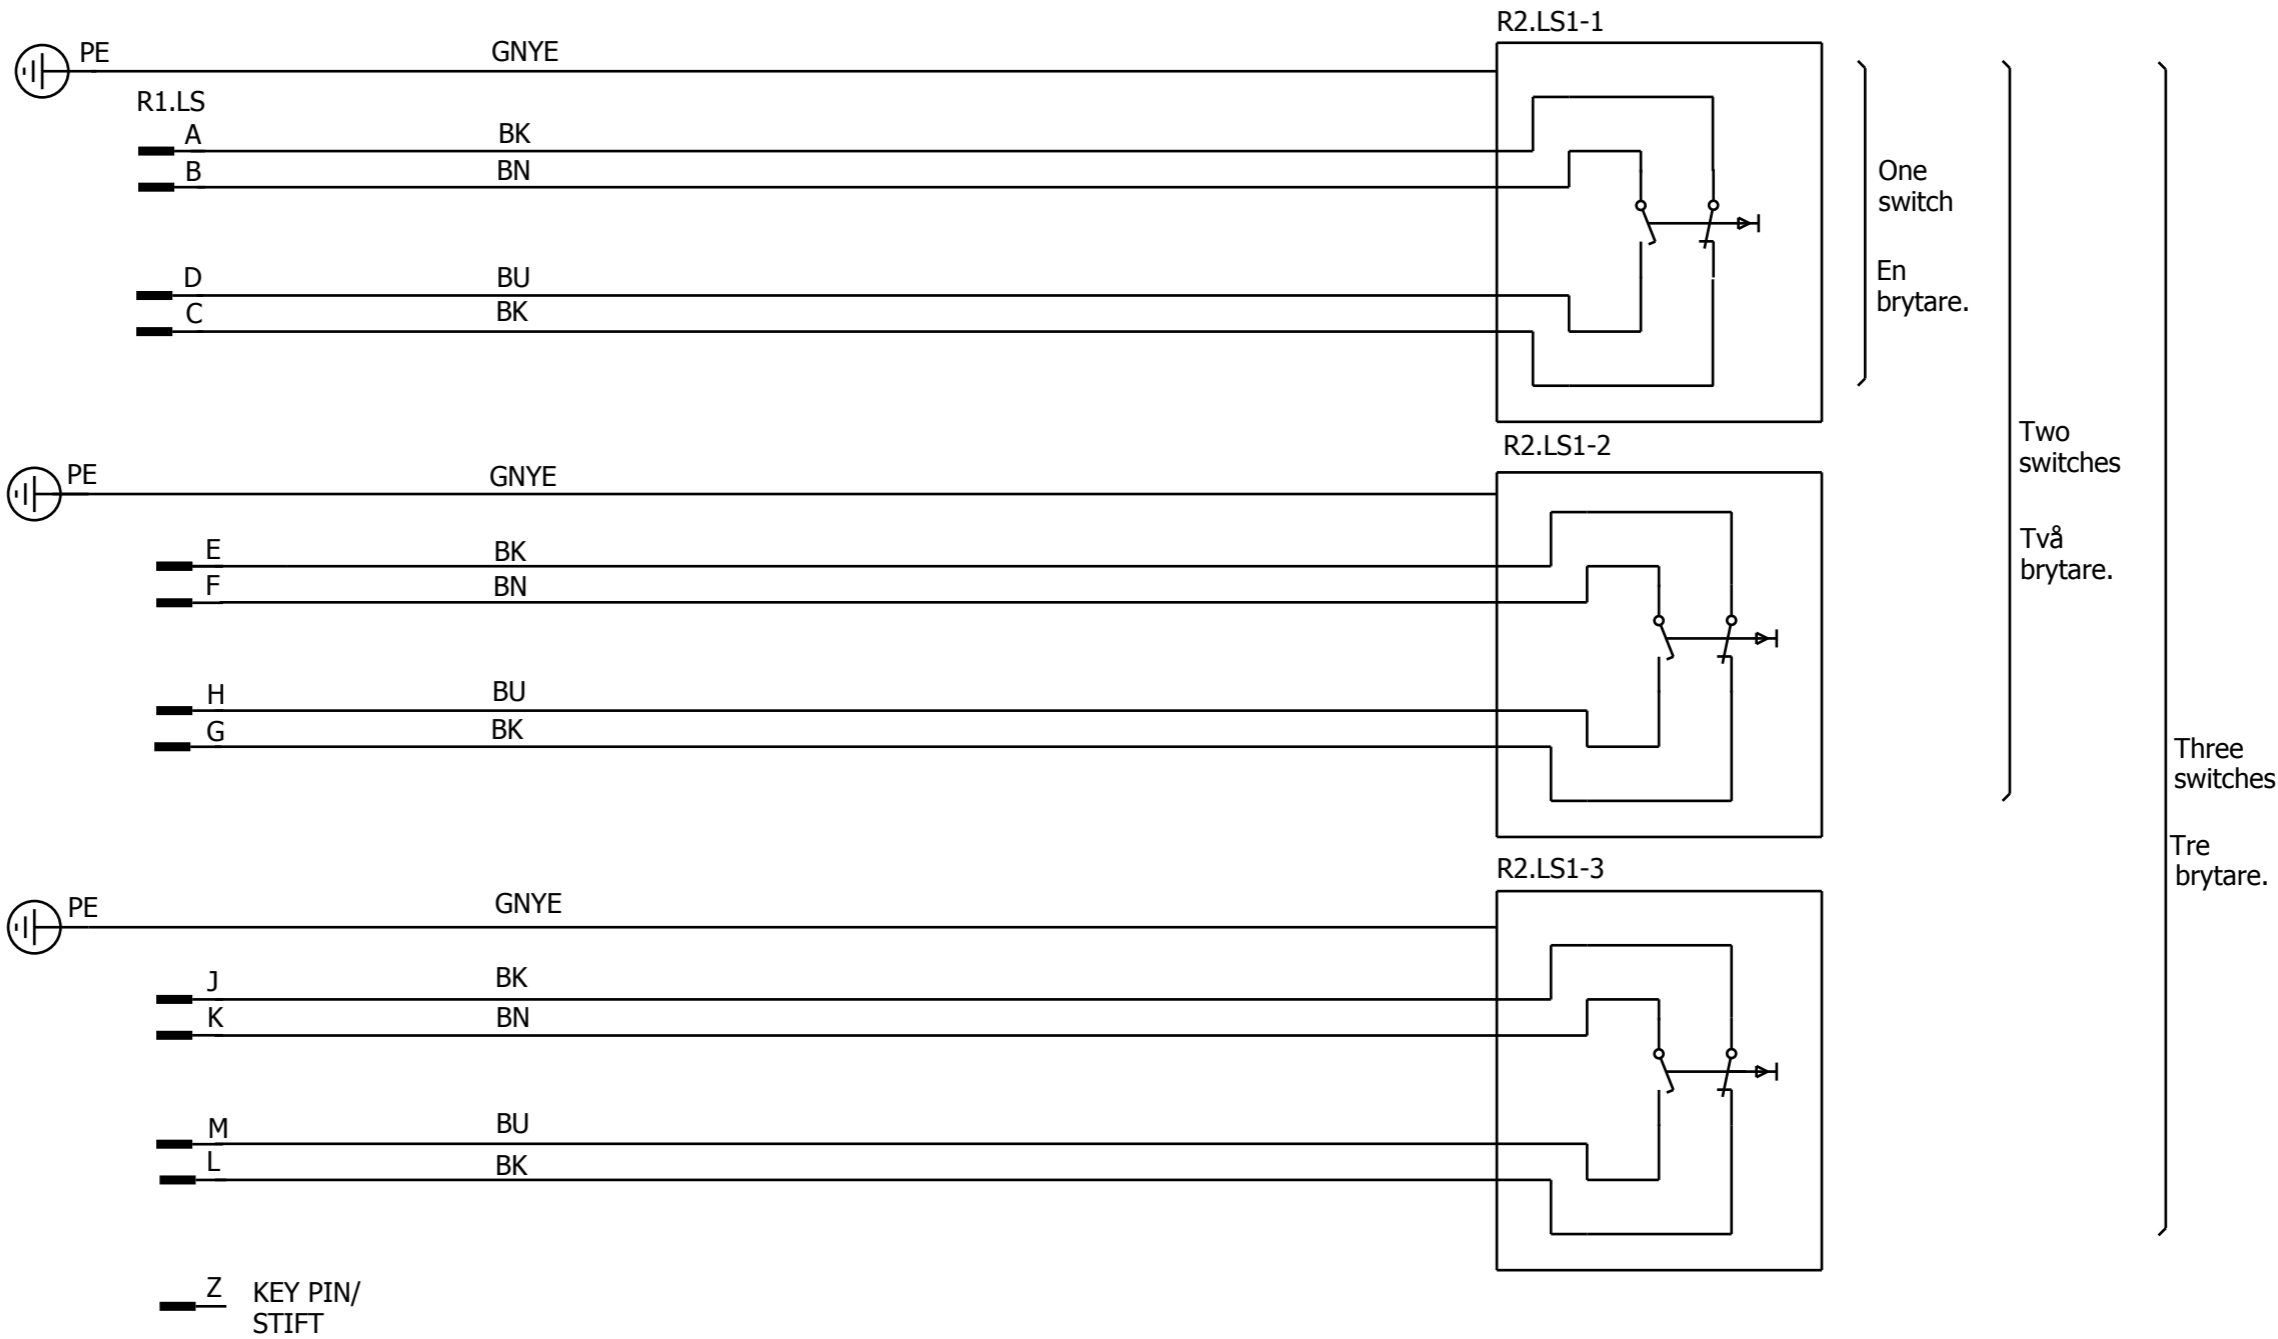 R2.LS1-1
PE
GNYE
R1.LS
A
BK
B
BN
D
BU
C
BK
One
switch
En
brytare.
R2.LS1-2
PE
GNYE
E
BK
F
BN
H
BU
G
BK
Two
switches
Två
brytare.
R2.LS1-3
PE
GNYE
J
BK
K
BN
M
BU
L
BK
Three
switches
Tre
brytare.
Z
KEY PIN/
STIFT